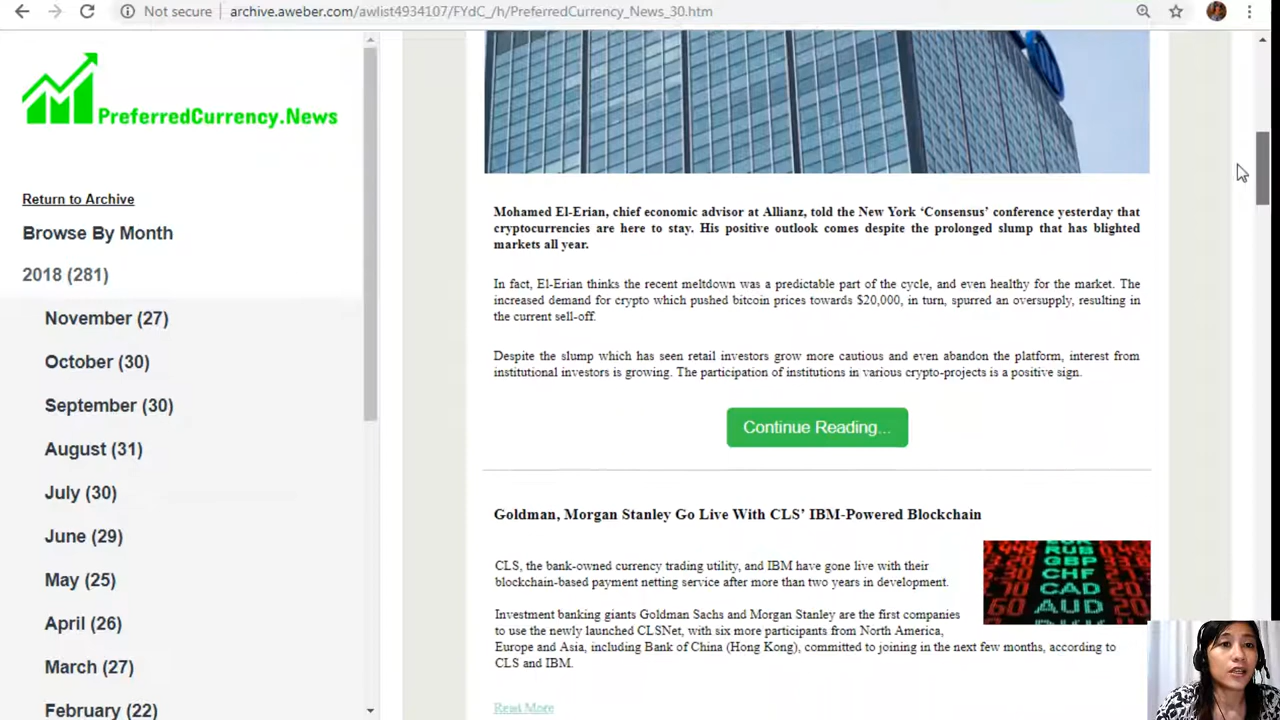 Not secure
archive.aweber.com/awlist4934107/FYdC_/h/PreferredCurrency_News_30.htm
PreferredCurrency.News
Return to Archive
Browse By Month
2018 (281)
November (27)
October (30)
September (30)
August (31)
July (30)
June (29)
May (25)
April (26)
March (27)
February (22)
Mohamed El-Erian, chief economic advisor at Allianz, told the New York ‘Consensus’ conference yesterday that
cryptocurrencies are here to stay. His positive outlook comes despite the prolonged slump that has blighted
markets all year.
In fact, El-Erian thinks the recent meltdown was a predictable part of the cycle, and even healthy for the market. The
increased demand for crypto which pushed bitcoin prices towards $20,000, in turn, spurred an oversupply, resulting in
the current sell-off.
Despite the slump which has seen retail investors grow more cautious and even abandon the platform, interest from
institutional investors is growing. The participation of institutions in various crypto-projects is a positive sign.
Continue Reading...
Goldman, Morgan Stanley Go Live With CLS’ IBM-Powered Blockchain
CLS, the bank-owned currency trading utility, and IBM have gone live with their
blockchain-based payment netting service after more than two years in development.
Investment banking giants Goldman Sachs and Morgan Stanley are the first companies
to use the newly launched CLSNet, with six more participants from North America,
Europe and Asia, including Bank of China (Hong Kong), committed to joining in the next few months, according to
CLS and IBM.
Read More
RUB
GBP
CHF
CAD
AUD